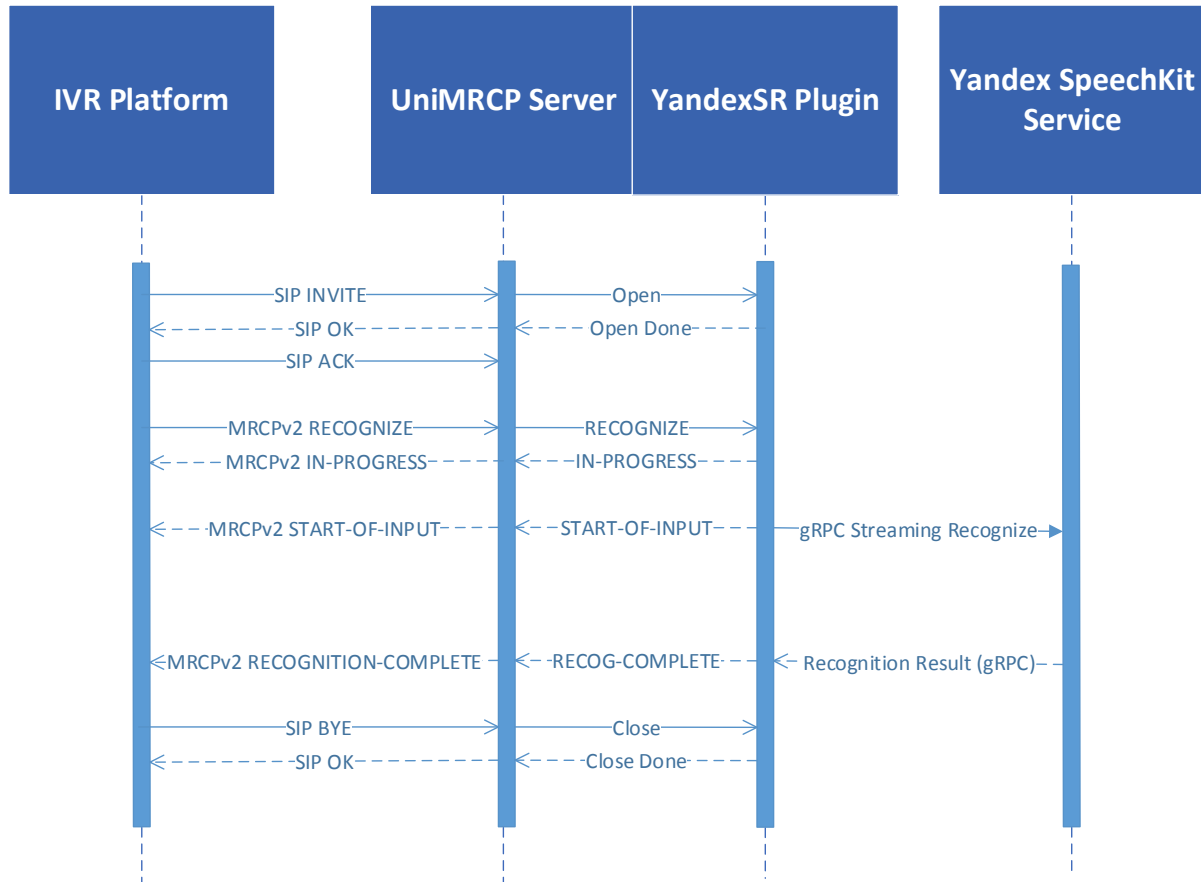 IVR Platform
UniMRCP Server
YandexSR Plugin
Yandex SpeechKit
Service
SIP INVITE
Open
SIP OK
Open Done
SIP ACK
MRCPv2 RECOGNIZE
RECOGNIZE
MRCPv2 IN-PROGRESS
IN-PROGRESS
MRCPv2 START-OF-INPUT
START-OF-INPUT
gRPC Streaming Recognize
MRCPv2 RECOGNITION-COMPLETE
RECOG-COMPLETE
Recognition Result (gRPC)
SIP BYE
Close
SIP OK
Close Done